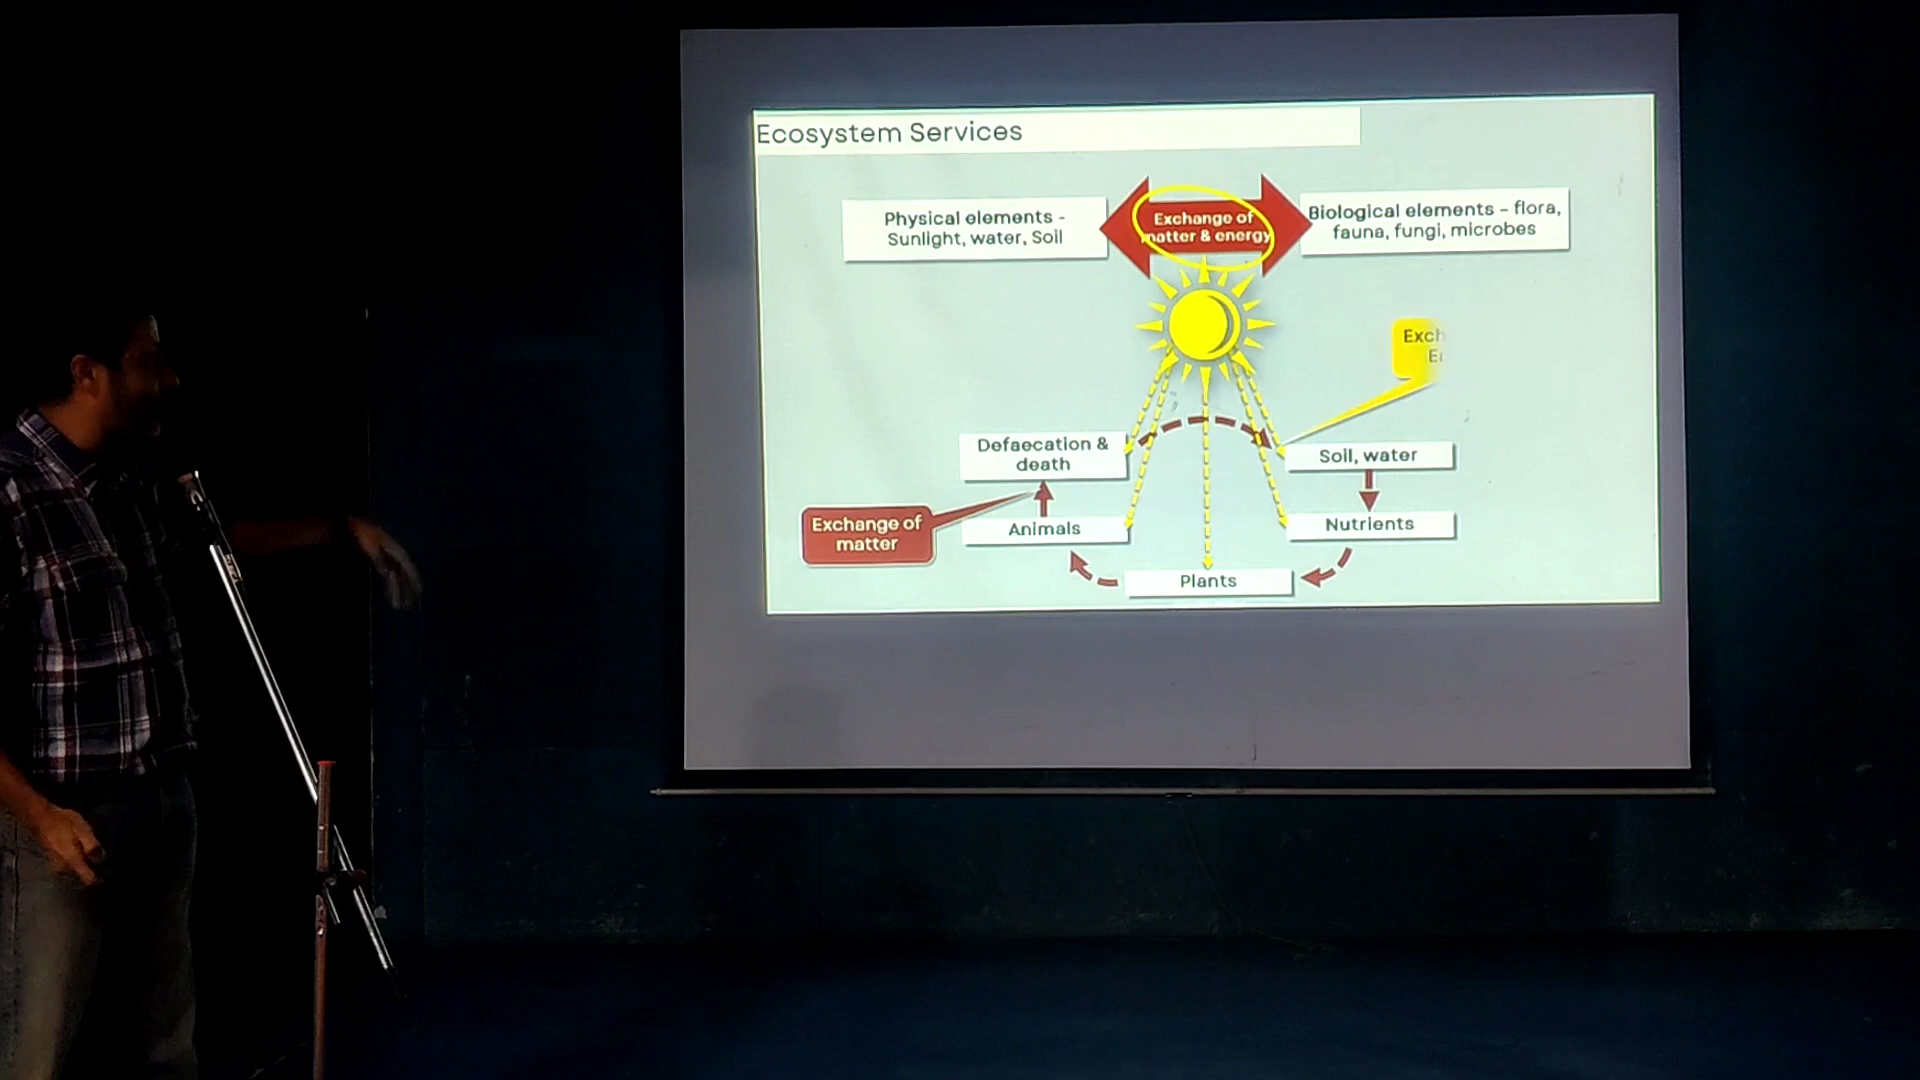 Ecosystem Services
Physical elements -
Sunlight, water, Soil
Exchange of
matter & energy
Biological elements - flora,
fauna, fungi, microbes
Exch
Defaecation &
death
Soil, water
Exchange of
matter
Animals
Nutrients
Plants